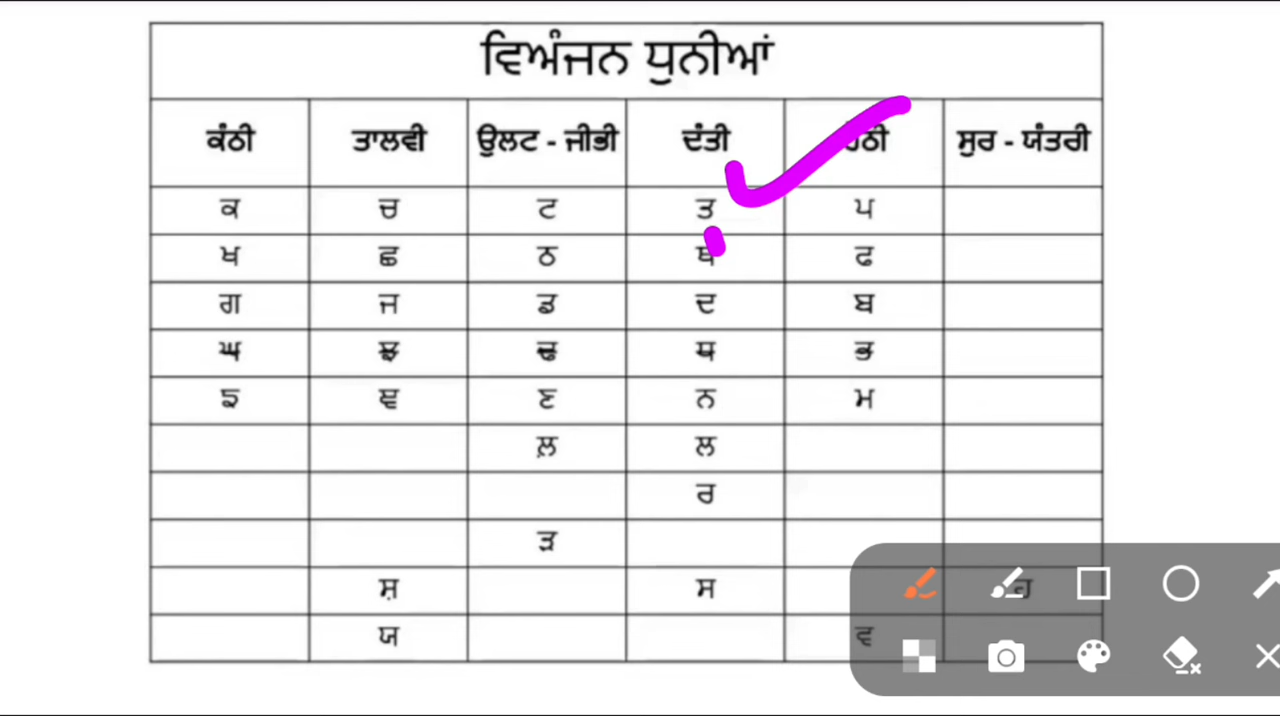 ਵਿਅੰਜਨ ਧੁਨੀਆਂ
ਕੰਠੀ ਤਾਲਵੀ ਉਲਟ - ਜੀਭੀ ਦੰਤੀ ਸੁਰ - ਯੰਤਰੀ
ਕ ਚ ਟ ਤ ਪ
ਖ ਛ ਠ ਥ ਫ
ਗ ਜ ਡ ਦ ਬ
ਘ ਝ ਢ ਧ ਭ
ਙ ਞ ਣ ਨ ਮ
ਲ਼ ਲ
ਰ
ੜ
ਸ਼ ਸ ਹ
ਯ ਵ